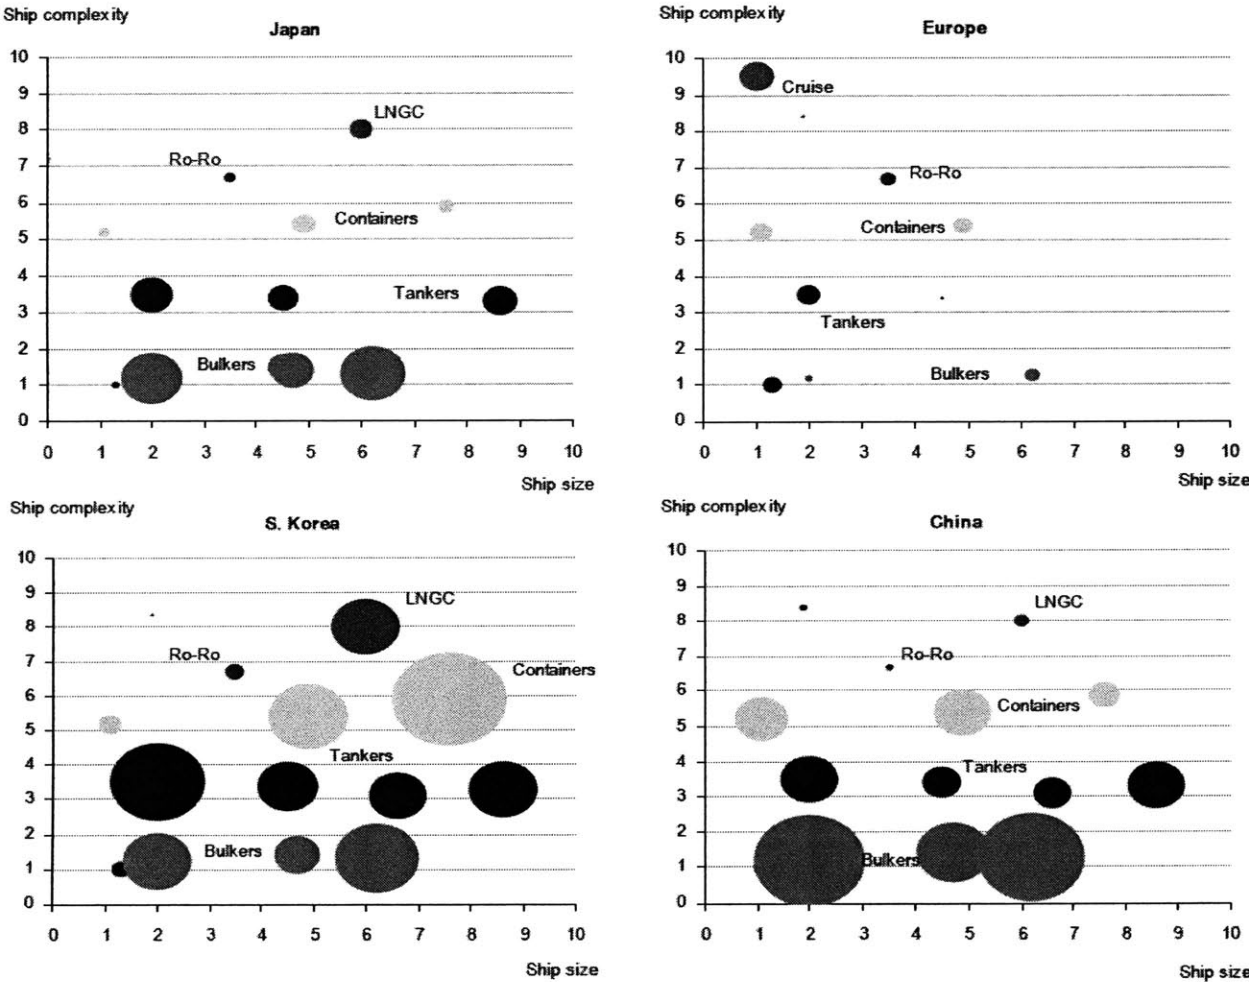 Ship complexity
Japan
10
9
8
7
6
5
4
3
2
1
0
LNGC
Ro-Ro
Containers
Tankers
Bulkers
0 1 2 3 4 5 6 7 8 9 10
Ship size
Ship complexity
Europe
10
9
8
7
6
5
4
3
2
1
0
Cruise
Ro-Ro
Containers
Tankers
Bulkers
0 1 2 3 4 5 6 7 8 9 10
Ship size
Ship complexity
S. Korea
10
9
8
7
6
5
4
3
2
1
0
LNGC
Ro-Ro
Containers
Tankers
Bulkers
0 1 2 3 4 5 6 7 8 9 10
Ship size
Ship complexity
China
10
9
8
7
6
5
4
3
2
1
0
LNGC
Ro-Ro
Containers
Tankers
Bulkers
0 1 2 3 4 5 6 7 8 9 10
Ship size